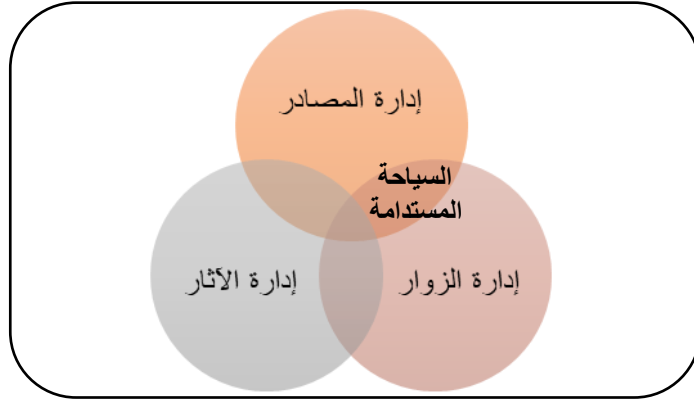 إدارة المصادر
السياحة
المستدامة
إدارة الزوار
إدارة الآثار